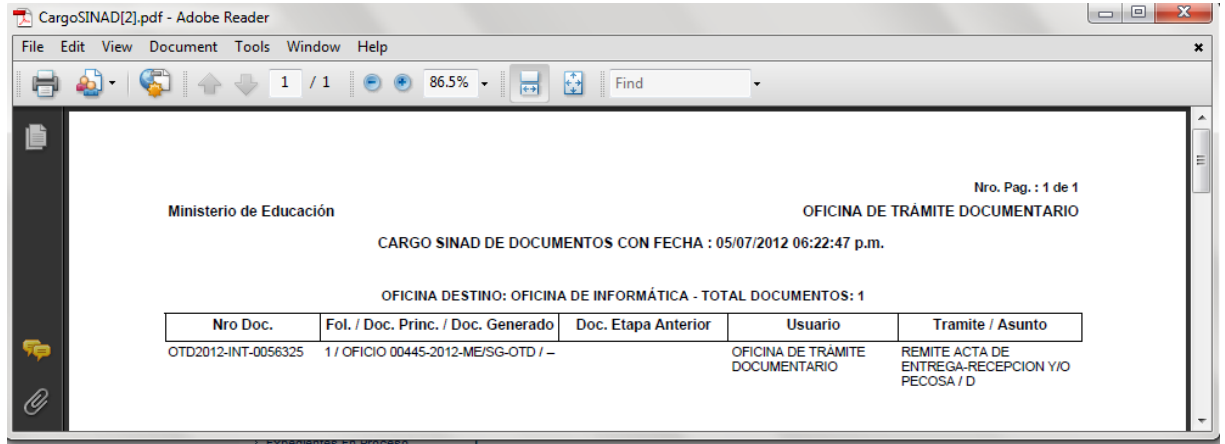 CargoSINAD[2].pdf - Adobe Reader
File Edit View Document Tools Window Help
1 / 1 86.5% Find
Nro. Pag. : 1 de 1
Ministerio de Educación OFICINA DE TRÁMITE DOCUMENTARIO
CARGO SINAD DE DOCUMENTOS CON FECHA : 05/07/2012 06:22:47 p.m.
OFICINA DESTINO: OFICINA DE INFORMÁTICA - TOTAL DOCUMENTOS: 1
Nro Doc. Fol. / Doc. Princ. / Doc. Generado Doc. Etapa Anterior Usuario Tramite / Asunto
OTD2012-INT-0056325 1 / OFICIO 00445-2012-ME/SG-OTD / -- OFICINA DE TRÁMITE REMITE ACTA DE
DOCUMENTARIO ENTREGA-RECEPCION Y/O
PECOSA / D
Expedientes En Proceso